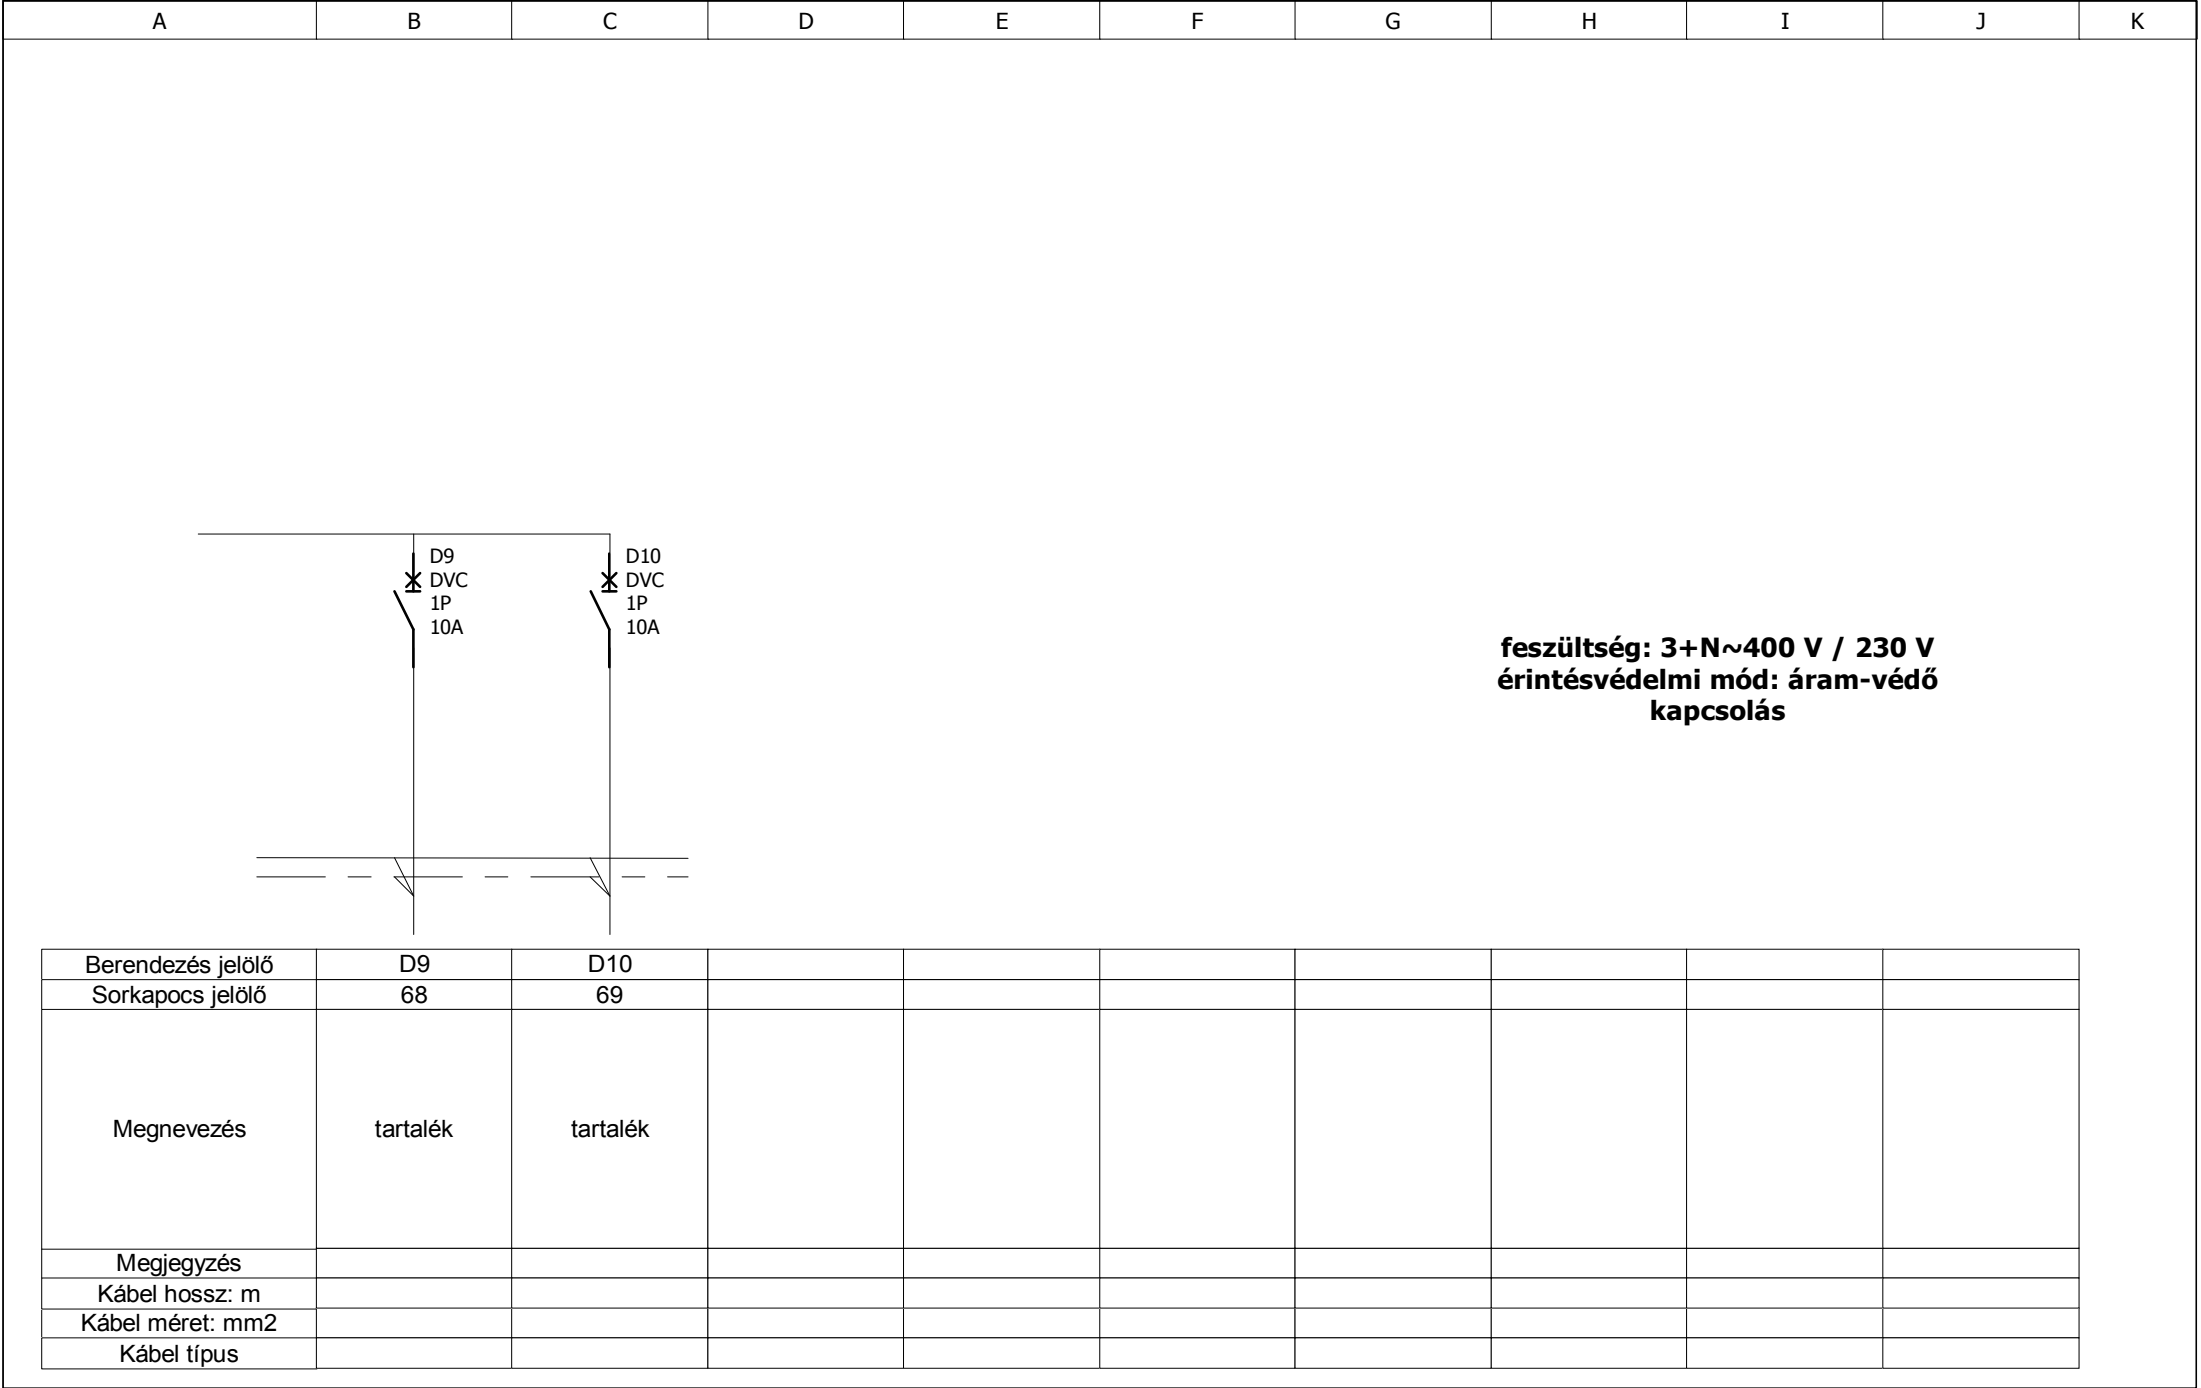 A B C D E F G H I J K
D9
DVC
1P
10A
D10
DVC
1P
10A
feszültség: 3+N~400 V / 230 V
érintésvédelmi mód: áram-védő
kapcsolás
Berendezés jelölő D9 D10
Sorkapocs jelölő 68 69
Megnevezés tartalék tartalék
Megjegyzés
Kábel hossz: m
Kábel méret: mm2
Kábel típus